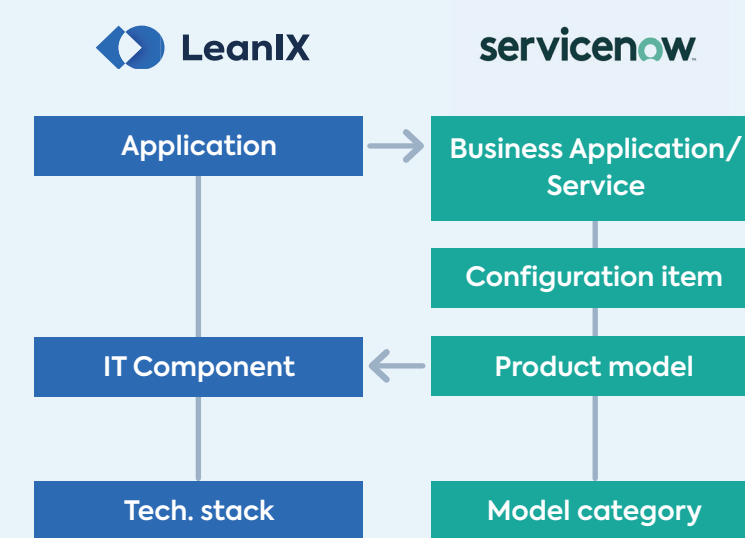 LeanIX
servicenow
Application
Business Application/
Service
Configuration item
IT Component
Product model
Tech. stack
Model category